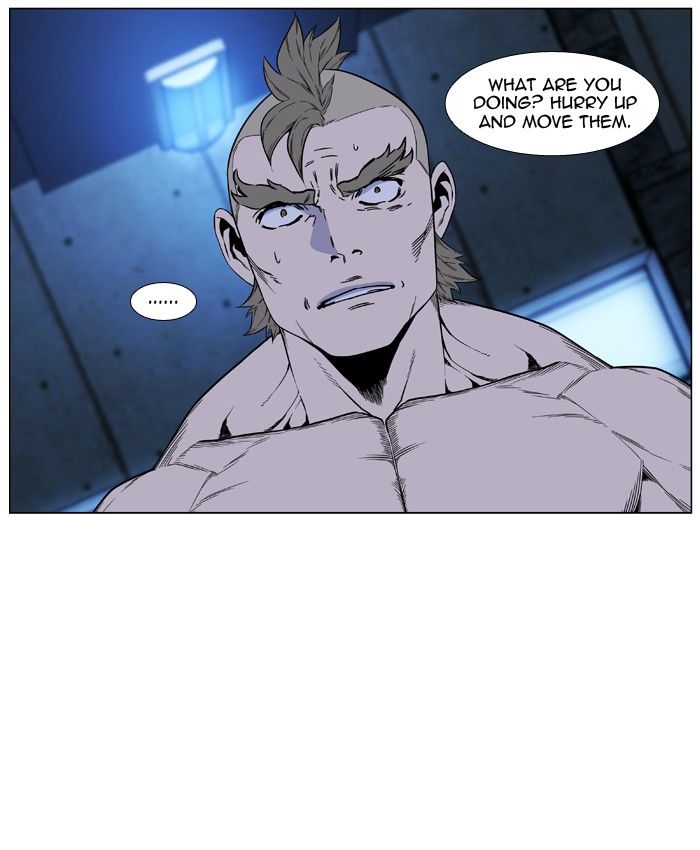 WHAT ARE YOU
DOING? HURRY UP
AND MOVE THEM.
......